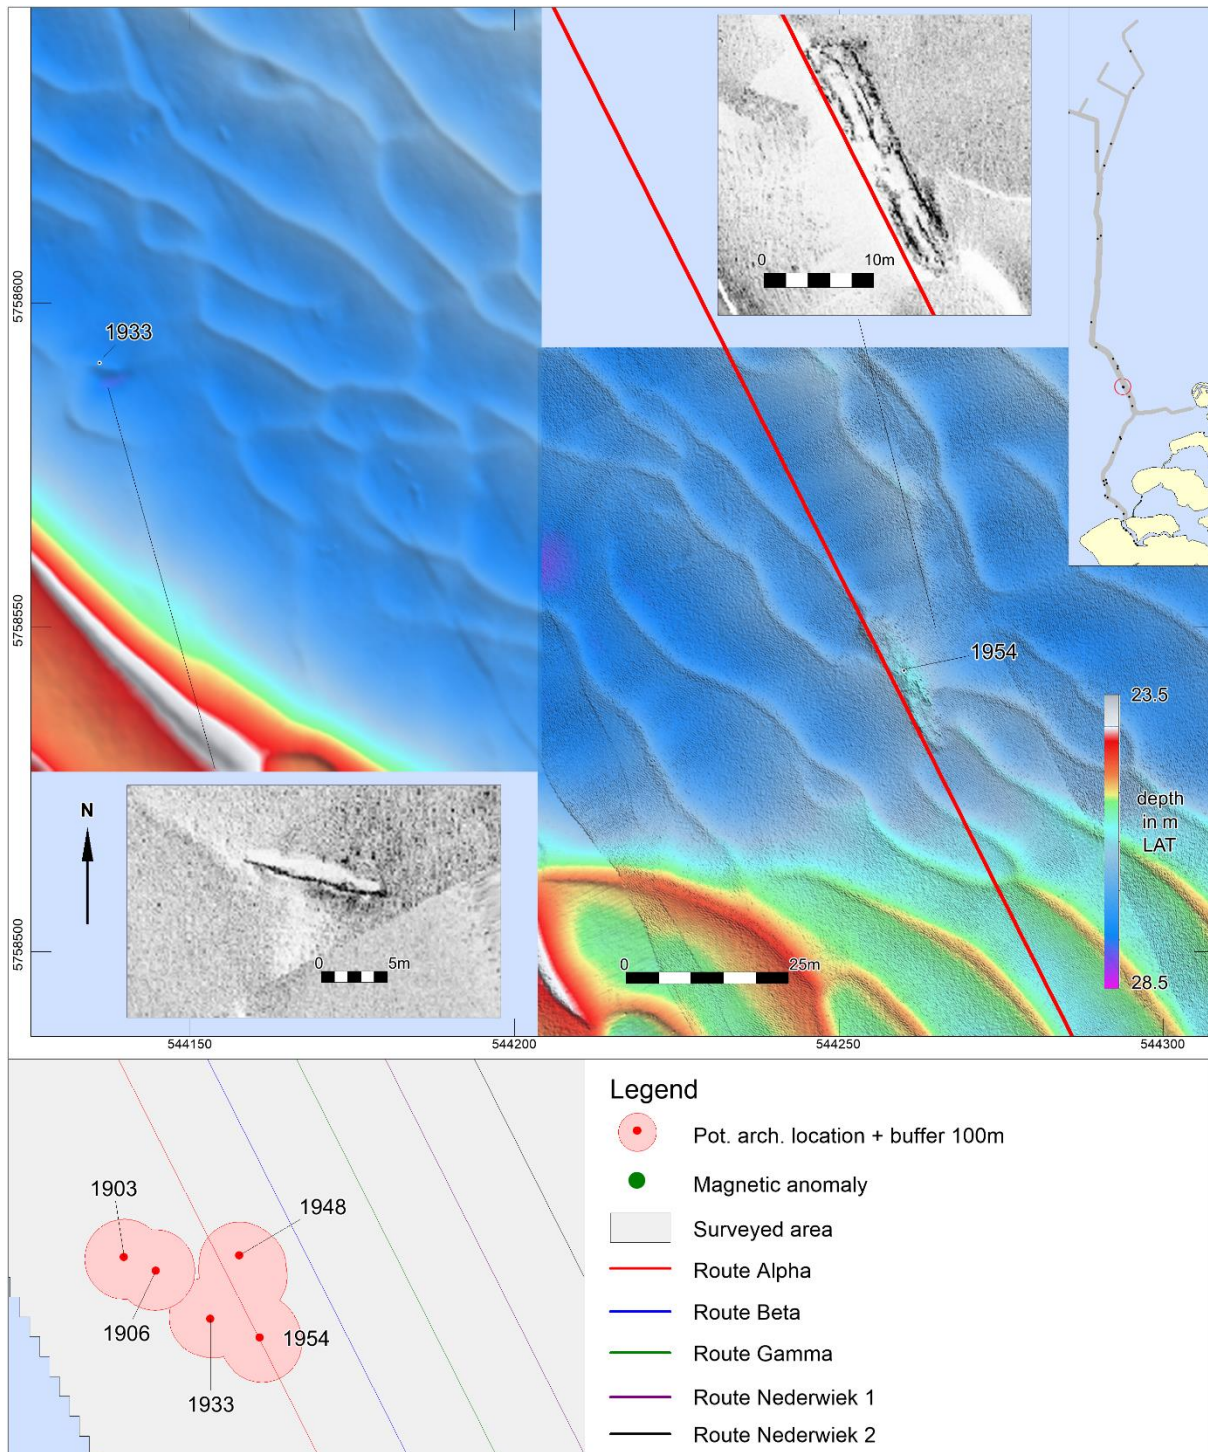 0
10m
5758600
1933
5758550
1954
23.5
depth
in m
LAT
28.5
N
0
5m
5758500
0
25m
544150
544200
544250
544300
1903
1948
1906
1954
1933
Legend
Pot. arch. location + buffer 100m
Magnetic anomaly
Surveyed area
Route Alpha
Route Beta
Route Gamma
Route Nederwiek 1
Route Nederwiek 2